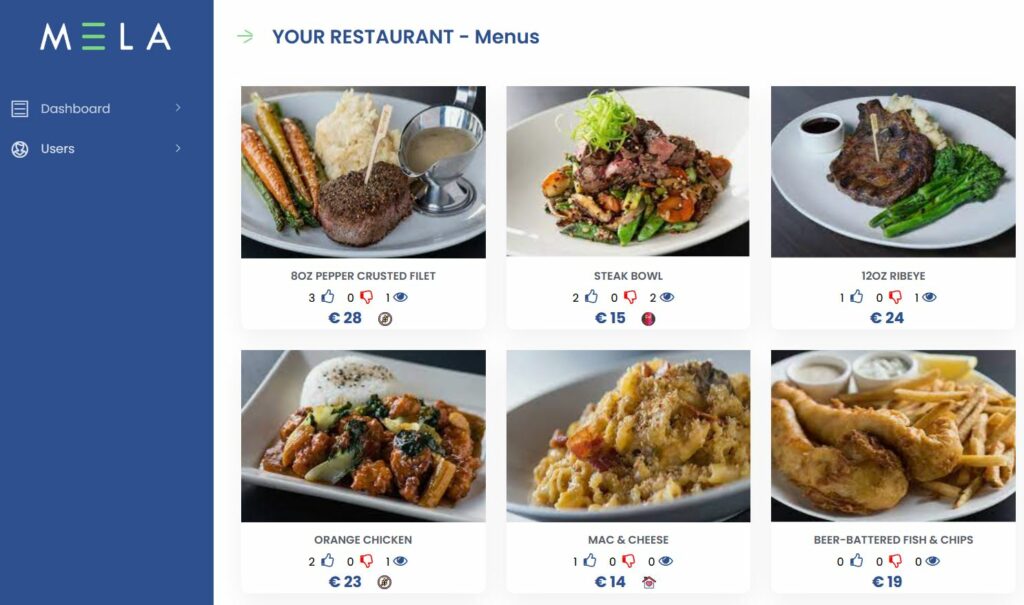 MELA
YOUR RESTAURANT - Menus
Dashboard
Users
8OZ PEPPER CRUSTED FILET
3 0 1
€ 28
STEAK BOWL
2 0 2
€ 15
12OZ RIBEYE
1 0 1
€ 24
ORANGE CHICKEN
2 0 1
€ 23
MAC & CHEESE
1 0 0
€ 14
BEER-BATTERED FISH & CHIPS
0 0 0
€ 19